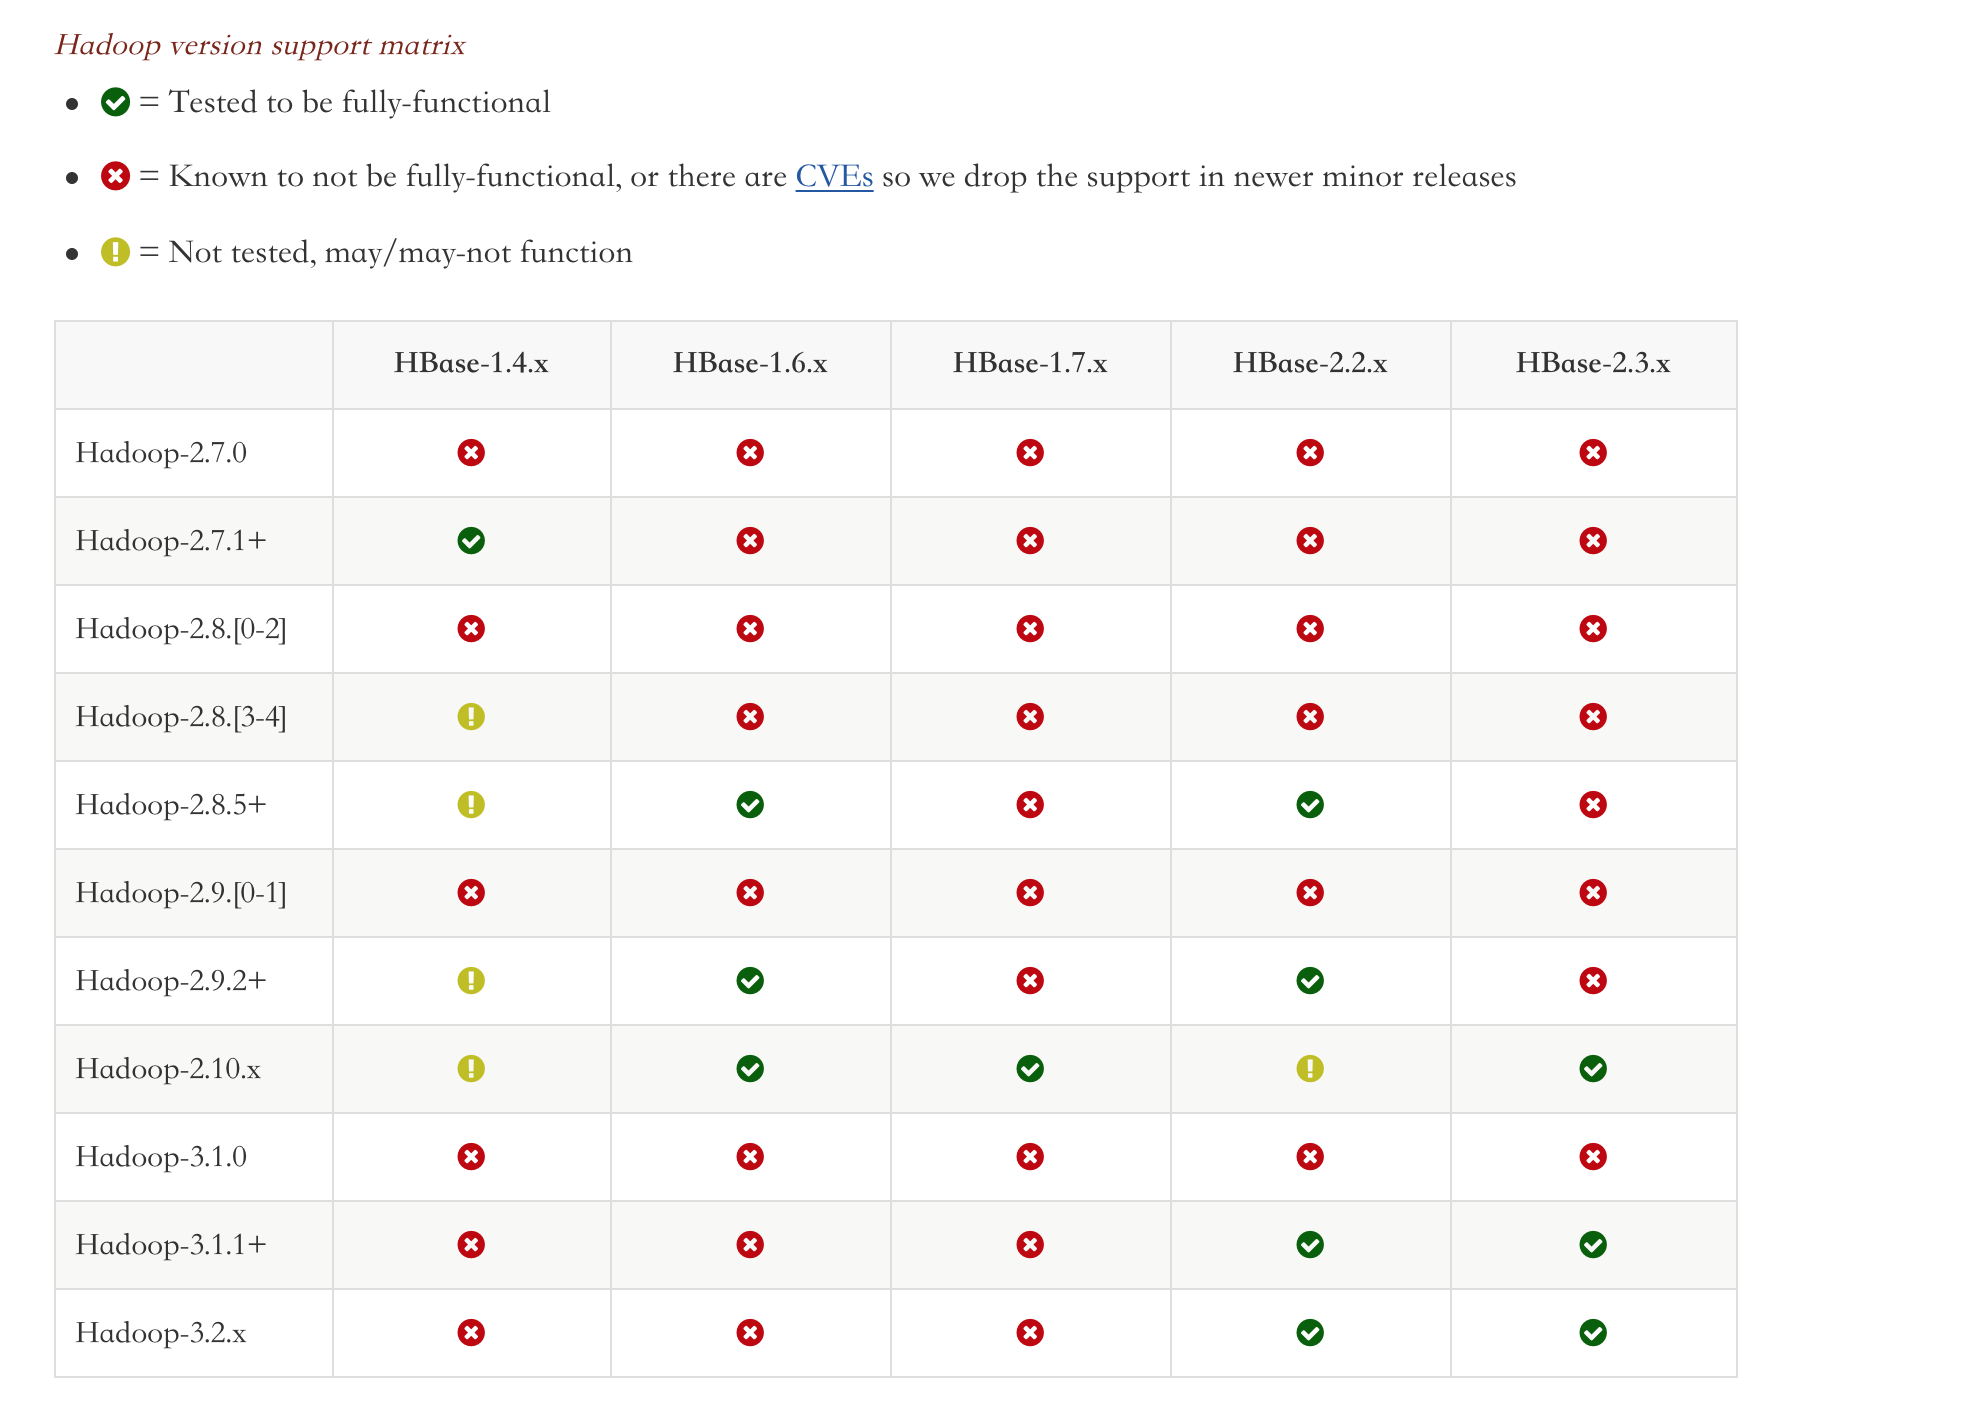 Hadoop version support matrix
= Tested to be fully-functional
= Known to not be fully-functional, or there are CVEs so we drop the support in newer minor releases
= Not tested, may/may-not function
HBase-1.4.x HBase-1.6.x HBase-1.7.x HBase-2.2.x HBase-2.3.x
Hadoop-2.7.0
Hadoop-2.7.1+
Hadoop-2.8.[0-2]
Hadoop-2.8.[3-4]
Hadoop-2.8.5+
Hadoop-2.9.[0-1]
Hadoop-2.9.2+
Hadoop-2.10.x
Hadoop-3.1.0
Hadoop-3.1.1+
Hadoop-3.2.x